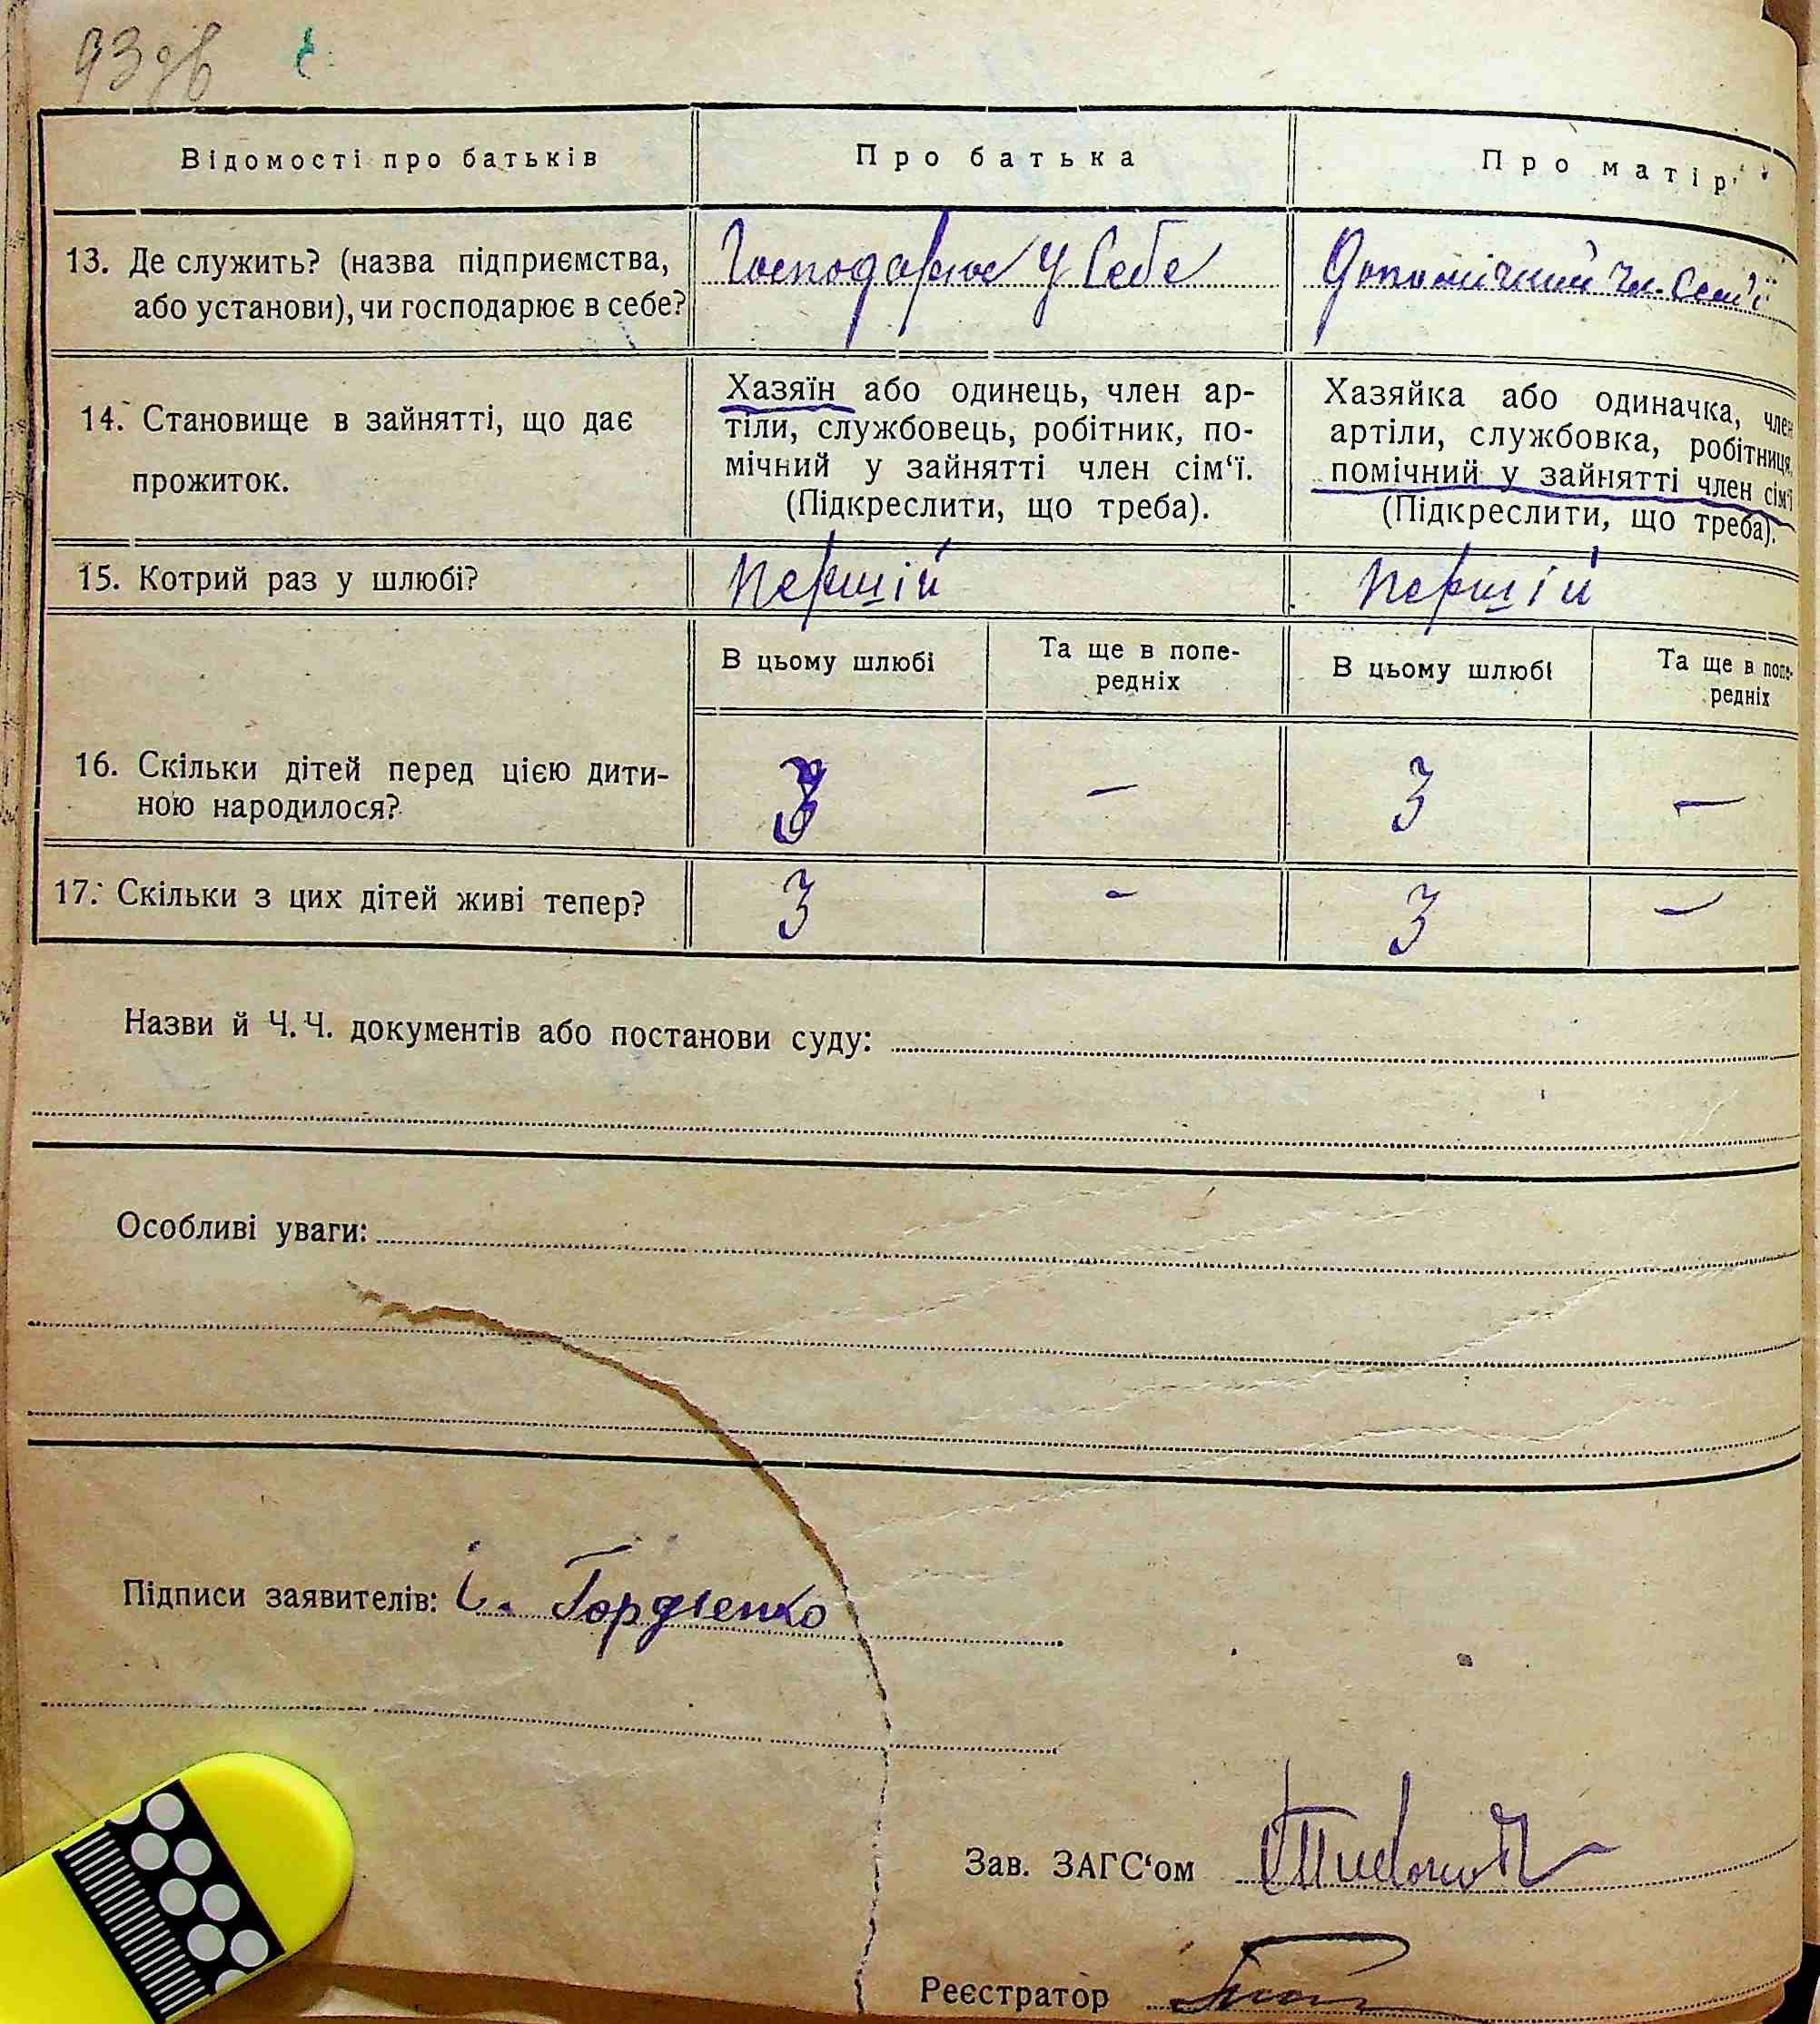 93 зв
Відомості про батьків
Про батька
Про матір
13. Де служить? (назва підприємства,
або установи), чи господарює в себе?
Господарює у себе
Допомічний чл. сем'ї
14. Становище в зайнятті, що дає
прожиток.
Хазяїн або одинець, член ар-
тіли, службовець, робітник, по-
мічний у зайнятті член сім‘ї.
(Підкреслити, що треба).
Хазяйка або одиначка, член
артіли, службовка, робітниця,
помічний у зайнятті член сім‘ї
(Підкреслити, що треба).
15. Котрий раз у шлюбі?
Першій
Першій
В цьому шлюбі
Та ще в попе-
редніх
В цьому шлюбі
Та ще в попе-
редніх
16. Скільки дітей перед цією дити-
ною народилося?
3
—
3
—
17. Скільки з цих дітей живі тепер?
3
-
3
—
Назви й Ч. Ч. документів або постанови суду:
Особливі уваги:
Підписи заявителів: І. Гордієнко
Зав. ЗАГС‘ом
Реєстратор